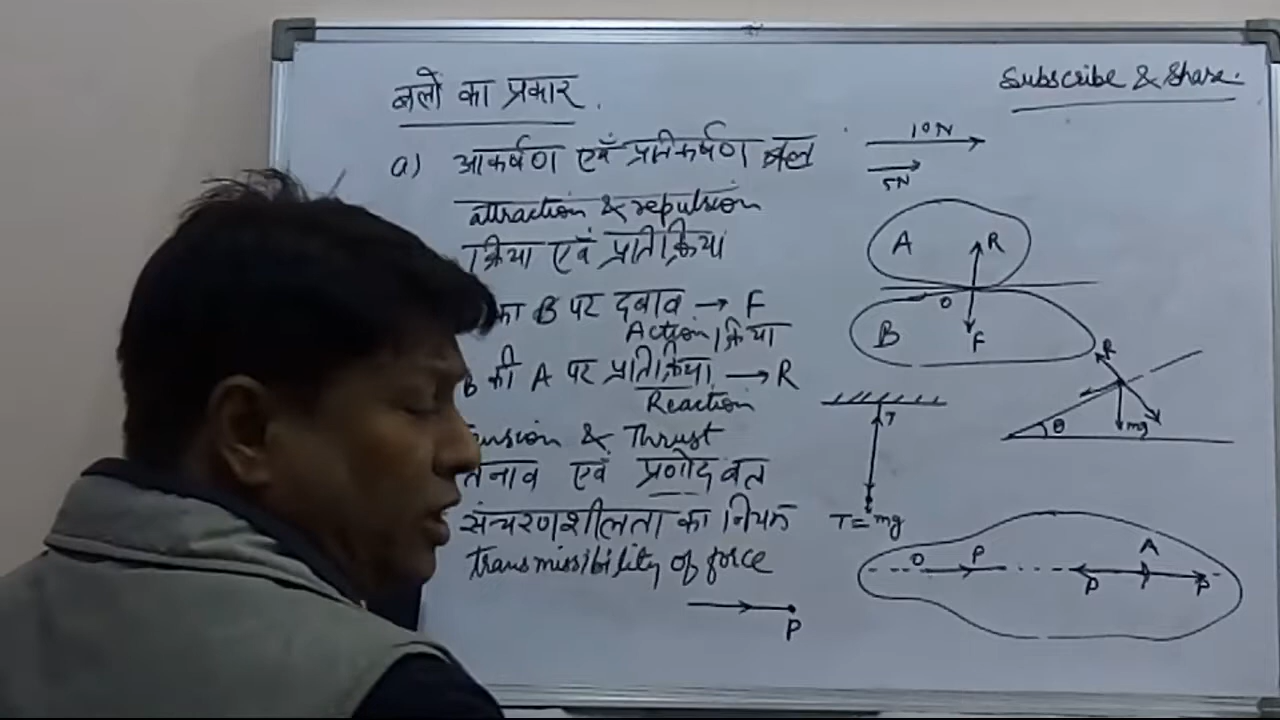 बलों का प्रकार.
Subscribe & Share.
a) आकर्षण एवं प्रतिकर्षण बल
attraction & repulsion
क्रिया एवं प्रतिक्रिया
का B पर दबाव → F
Action/क्रिया
B की A पर प्रतिक्रिया → R
Reaction
& Thrust
तनाव एवं प्रणोद बल
संचरणशीलता का नियम
transmissibility of force
P
10N
5N
A R
O
B F
R
θ mg
T
T = mg
A
O P P P